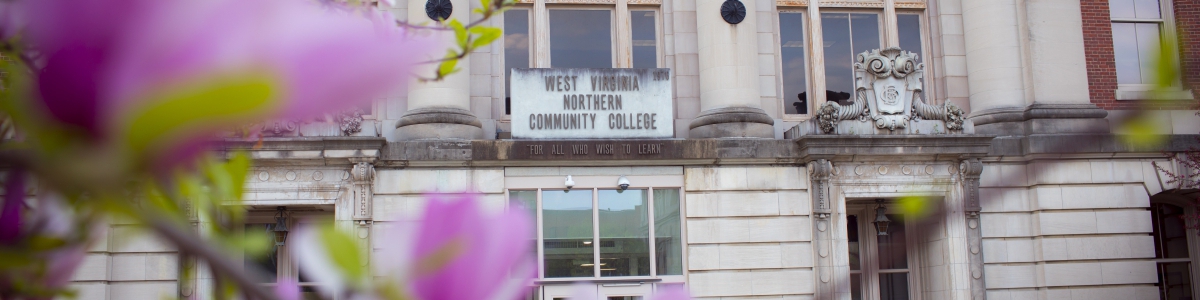 WEST VIRGINIA
NORTHERN
COMMUNITY COLLEGE
FOR ALL WHO WISH TO LEARN